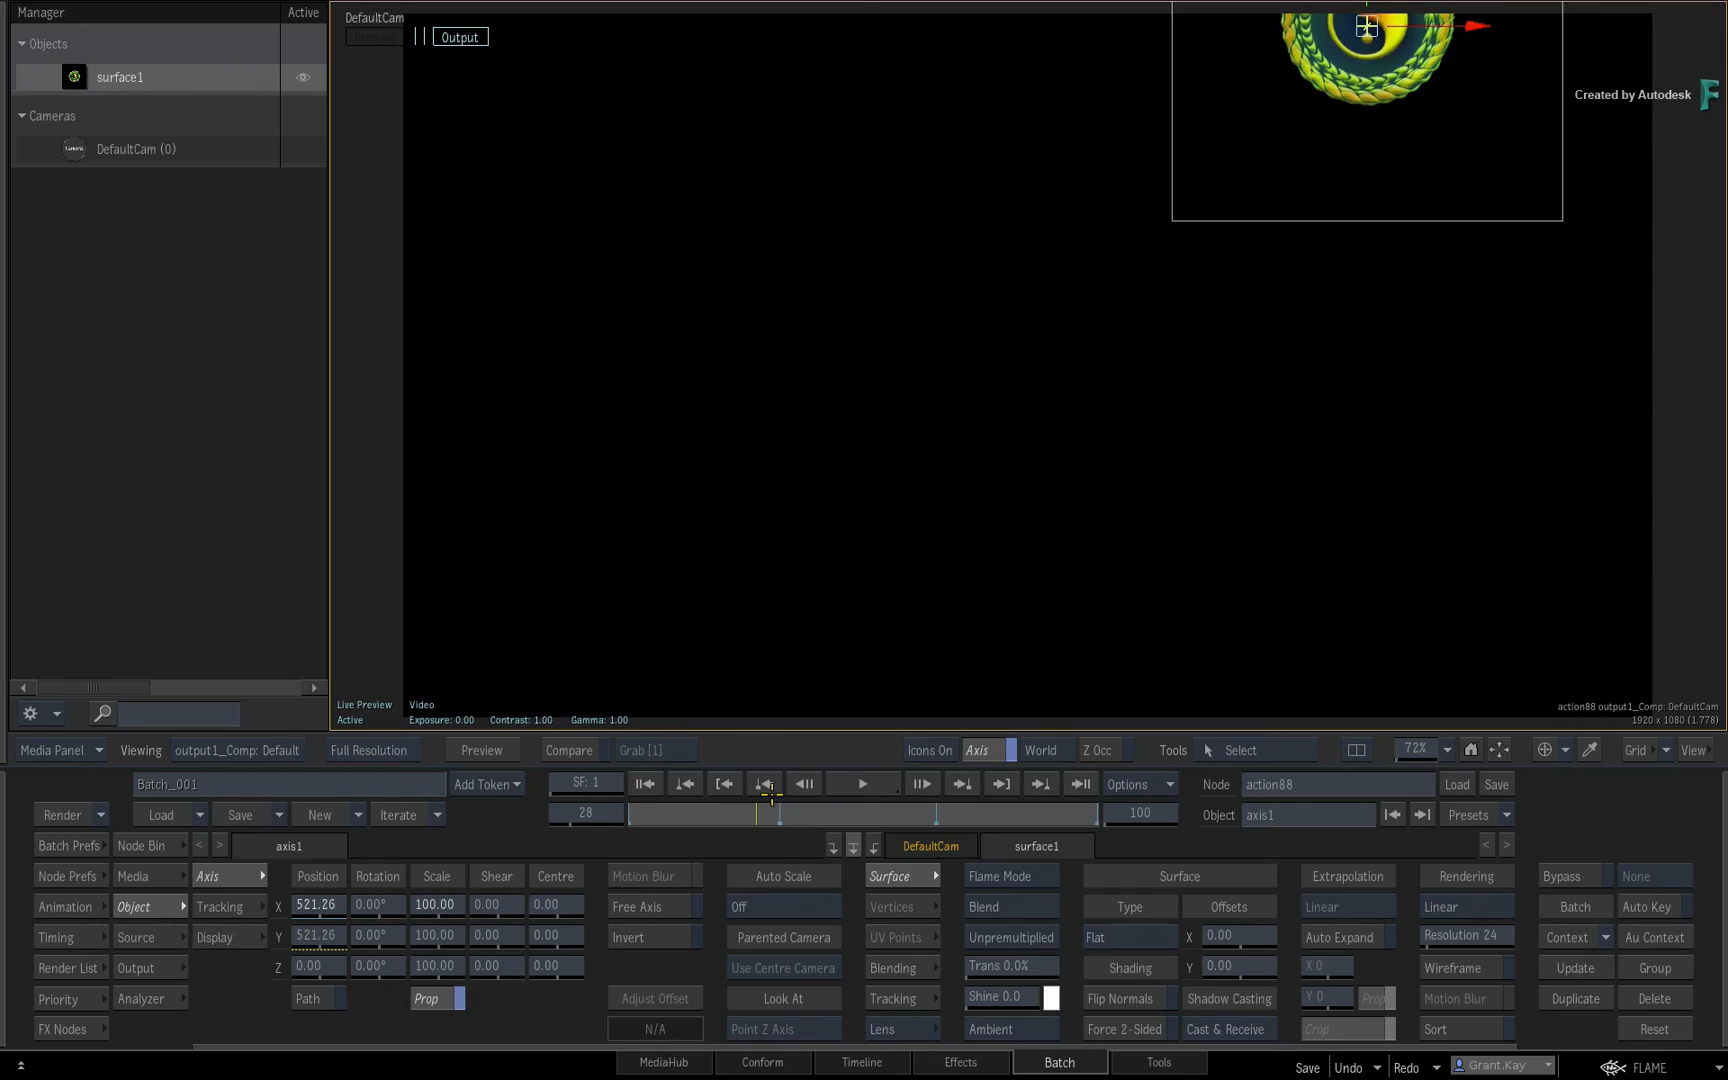 Manager Active
Objects
surface1
Cameras
DefaultCam (0)
DefaultCam
Primary Output
Created by Autodesk
Live Preview Video
Active Exposure: 0.00 Contrast: 1.00 Gamma: 1.00
action88 output1_Comp: DefaultCam
1920 x 1080 (1.778)
Media Panel Viewing output1_Comp: Default Full Resolution Preview Compare Grab [1] Icons On Axis World Z Occ Tools Select 72% Grid View
Batch_001 Add Token SF: 1 Options Node action88 Load Save
Render Load Save New Iterate 28 100 Object axis1 Presets
Batch Prefs Node Bin < > axis1 DefaultCam surface1 < >
Node Prefs Media Axis Position Rotation Scale Shear Centre Motion Blur Auto Scale Surface Flame Mode Surface Extrapolation Rendering Bypass None
Animation Object Tracking X 521.26 0.00° 100.00 0.00 0.00 Free Axis Off Vertices Blend Type Offsets Linear Linear Batch Auto Key
Timing Source Display Y 521.26 0.00° 100.00 0.00 0.00 Invert Parented Camera UV Points Unpremultiplied Flat X 0.00 Auto Expand Resolution 24 Context Au Context
Render List Output Z 0.00 0.00° 100.00 0.00 0.00 Use Centre Camera Blending Trans 0.0% Shading Y 0.00 X 0 Wireframe Update Group
Priority Analyzer Path Prop Adjust Offset Look At Tracking Shine 0.0 Flip Normals Shadow Casting Y 0 Prop Motion Blur Duplicate Delete
FX Nodes N/A Point Z Axis Lens Ambient Force 2-Sided Cast & Receive Crop Sort Reset
MediaHub Conform Timeline Effects Batch Tools Save Undo Redo Grant.Kay FLAME